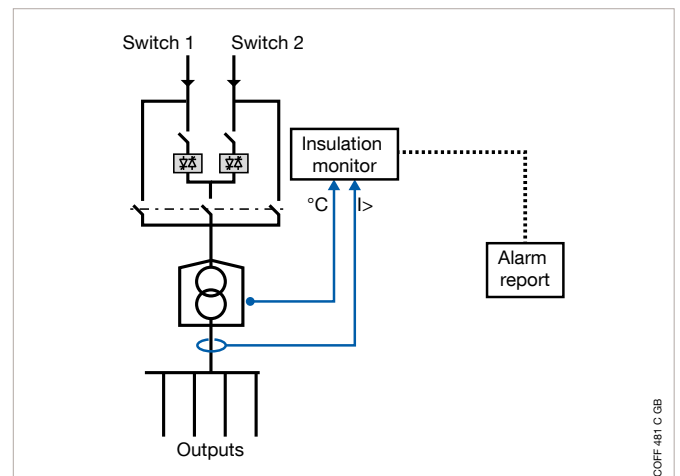 Switch 1
Switch 2
Insulation
monitor
°C
I>
Alarm
report
Outputs
COFF 481 C GB